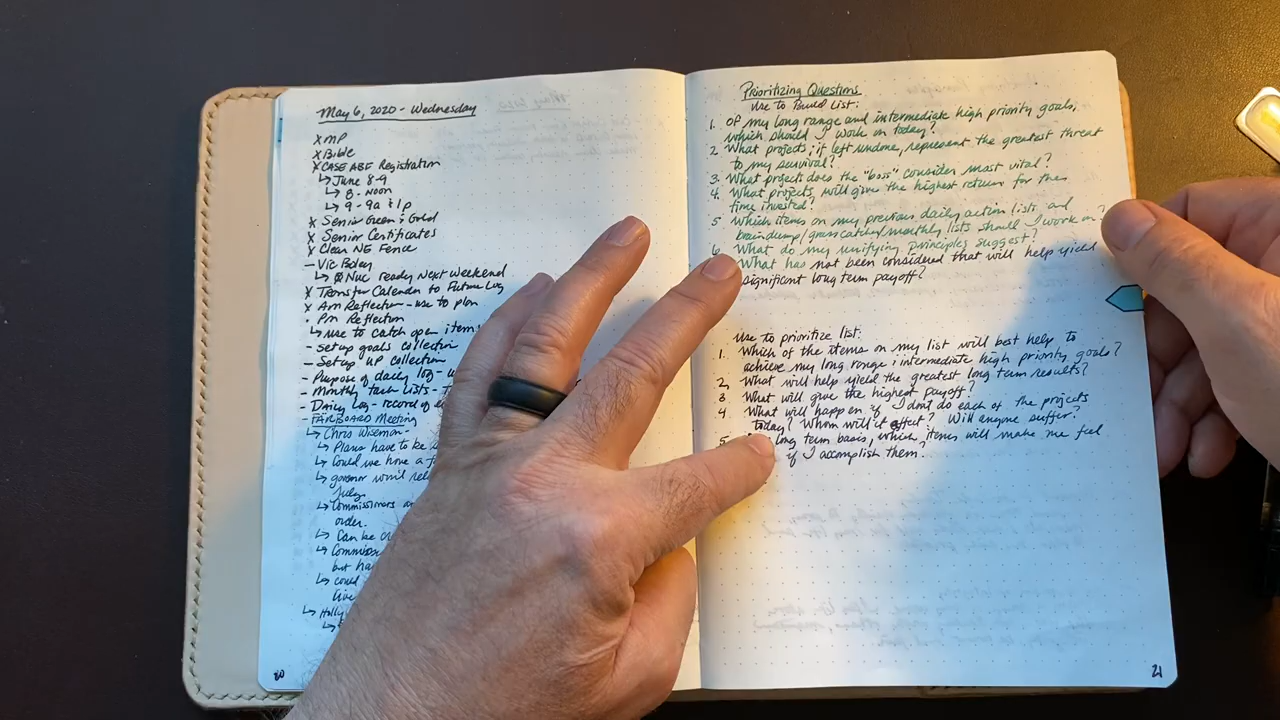 May 6, 2020 - Wednesday
x MP
x Bible
x CASE ABF Registration
↳ June 8-9
↳ 8 - Noon
↳ 9 - 9a & 1p
x Senior Green & Gold
x Senior Certificates
x Clean NE Fence
- Vic Boley
↳ Nuc ready Next Weekend
x Transfer Calender to Future Log
x Am Reflection - use to plan
• Pm Reflection
↳ use to catch open items
- setup goals collection
- Setup UP collection
- Purpose of daily log -
- Monthly task Lists -
- Daily Log - record of
- FAIRBOARD Meeting
↳ Chris Wiseman -
↳ Plans have to be
↳ Could we have a
↳ governor won't
July
↳ Commissioners
order.
↳ Can be
↳
but
↳ could
live
↳ Holly
20
Prioritizing Questions
Use to Build List:
1. Of my long range and intermediate high priority goals,
which should I work on today?
2. What projects, if left undone, represent the greatest threat
to my survival?
3. What projects does the "boss" consider most vital?
4. What projects will give the highest return for the
time invested?
5 Which items on my previous daily action lists and
braindump/grasscatcher/monthly lists should I work on?
6 What do my unifying principles suggest?
What has not been considered that will help yield
significant long term payoff?
Use to prioritize list:
1. Which of the items on my list will best help to
achieve my long range & intermediate high priority goals?
2, What will help yield the greatest long term results?
3 What will give the highest payoff?
4 What will happen if I dont do each of the projects
today? Whom will it affect? Will anyone suffer?
5 long term basis, which items will make me feel
if I accomplish them.
21